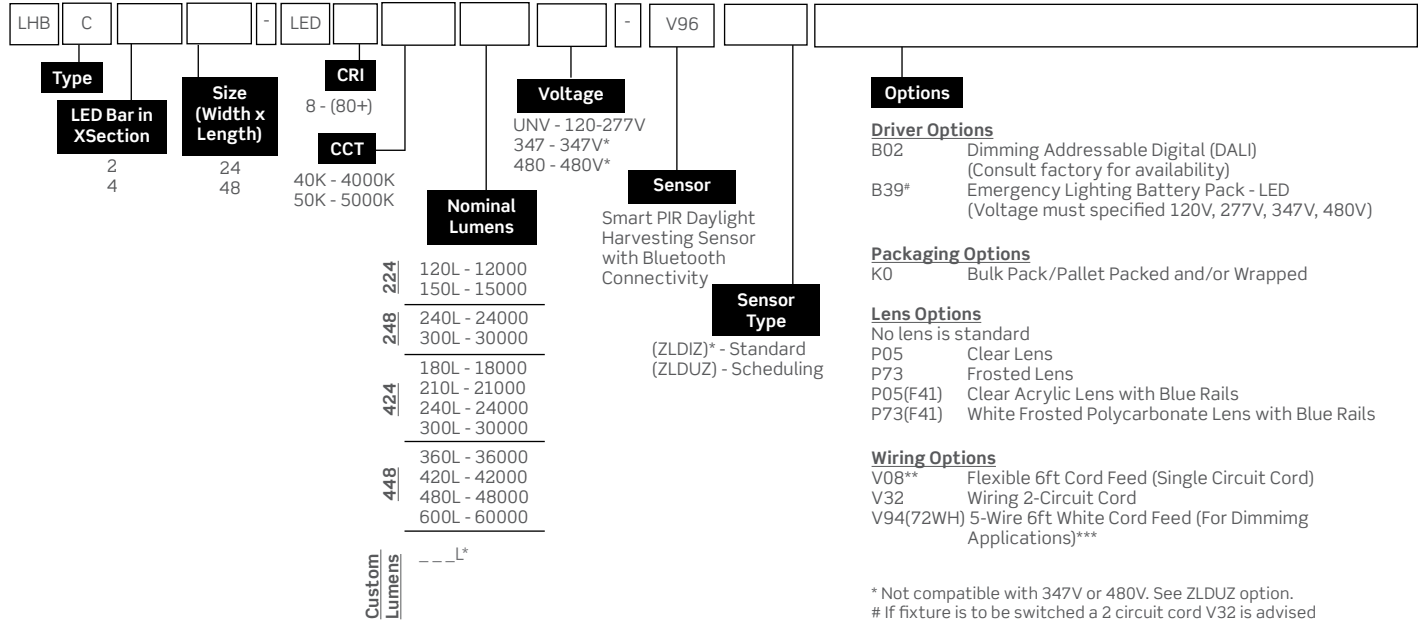 LHB C - LED - V96
Type
LED Bar in
XSection
2
4
Size
(Width x
Length)
24
48
CRI
8 - (80+)
CCT
40K - 4000K
50K - 5000K
Nominal
Lumens
224
120L - 12000
150L - 15000
248
240L - 24000
300L - 30000
424
180L - 18000
210L - 21000
240L - 24000
300L - 30000
448
360L - 36000
420L - 42000
480L - 48000
600L - 60000
Custom
Lumens
_ _ _L*
Voltage
UNV - 120-277V
347 - 347V*
480 - 480V*
Sensor
Smart PIR Daylight
Harvesting Sensor
with Bluetooth
Connectivity
Sensor
Type
(ZLDIZ)* - Standard
(ZLDUZ) - Scheduling
Options
Driver Options
B02 Dimming Addressable Digital (DALI)
(Consult factory for availability)
B39# Emergency Lighting Battery Pack - LED
(Voltage must specified 120V, 277V, 347V, 480V)
Packaging Options
K0 Bulk Pack/Pallet Packed and/or Wrapped
Lens Options
No lens is standard
P05 Clear Lens
P73 Frosted Lens
P05(F41) Clear Acrylic Lens with Blue Rails
P73(F41) White Frosted Polycarbonate Lens with Blue Rails
Wiring Options
V08** Flexible 6ft Cord Feed (Single Circuit Cord)
V32 Wiring 2-Circuit Cord
V94(72WH) 5-Wire 6ft White Cord Feed (For Dimmimg
Applications)***
* Not compatible with 347V or 480V. See ZLDUZ option.
# If fixture is to be switched a 2 circuit cord V32 is advised